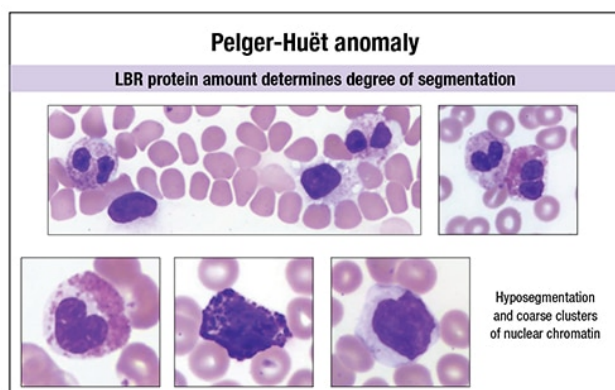 Pelger-Huët anomaly
LBR protein amount determines degree of segmentation
Hyposegmentation
and coarse clusters
of nuclear chromatin